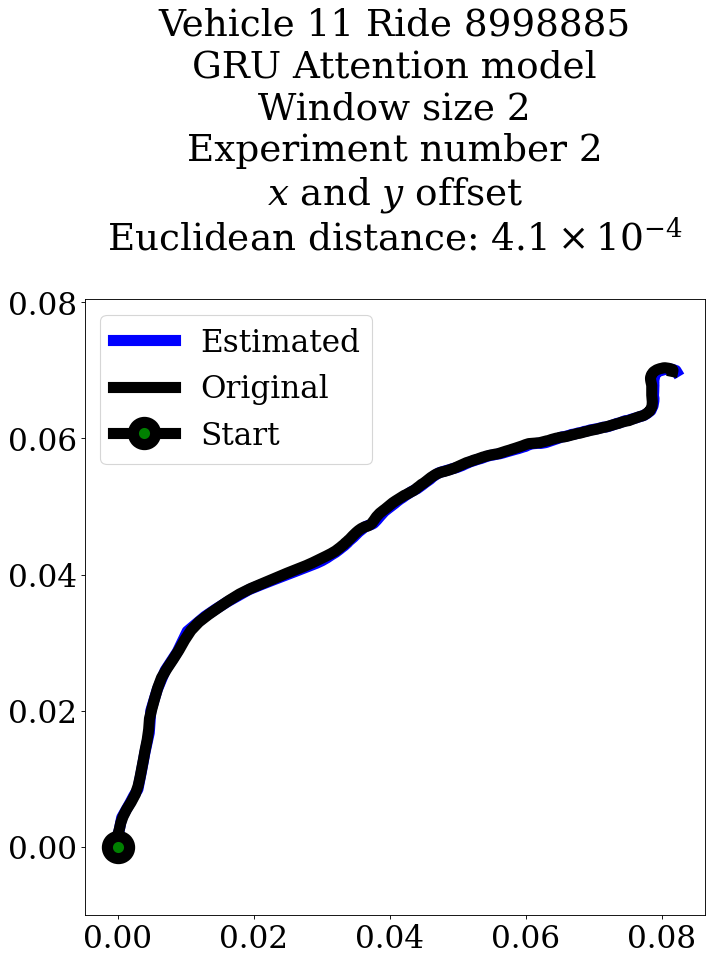 Vehicle 11 Ride 8998885
GRU Attention model
Window size 2
Experiment number 2
x and y offset
Euclidean distance: 4.1 × 10⁻⁴
0.08
0.06
0.04
0.02
0.00
Estimated
Original
Start
0.00 0.02 0.04 0.06 0.08